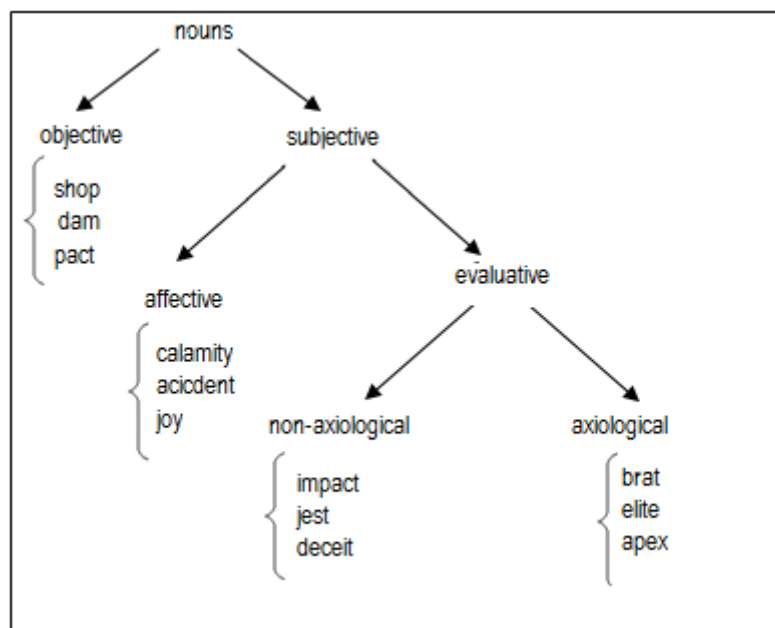 nouns
objective
subjective
shop
dam
pact
affective
evaluative
calamity
acicdent
joy
non-axiological
axiological
impact
jest
deceit
brat
elite
apex